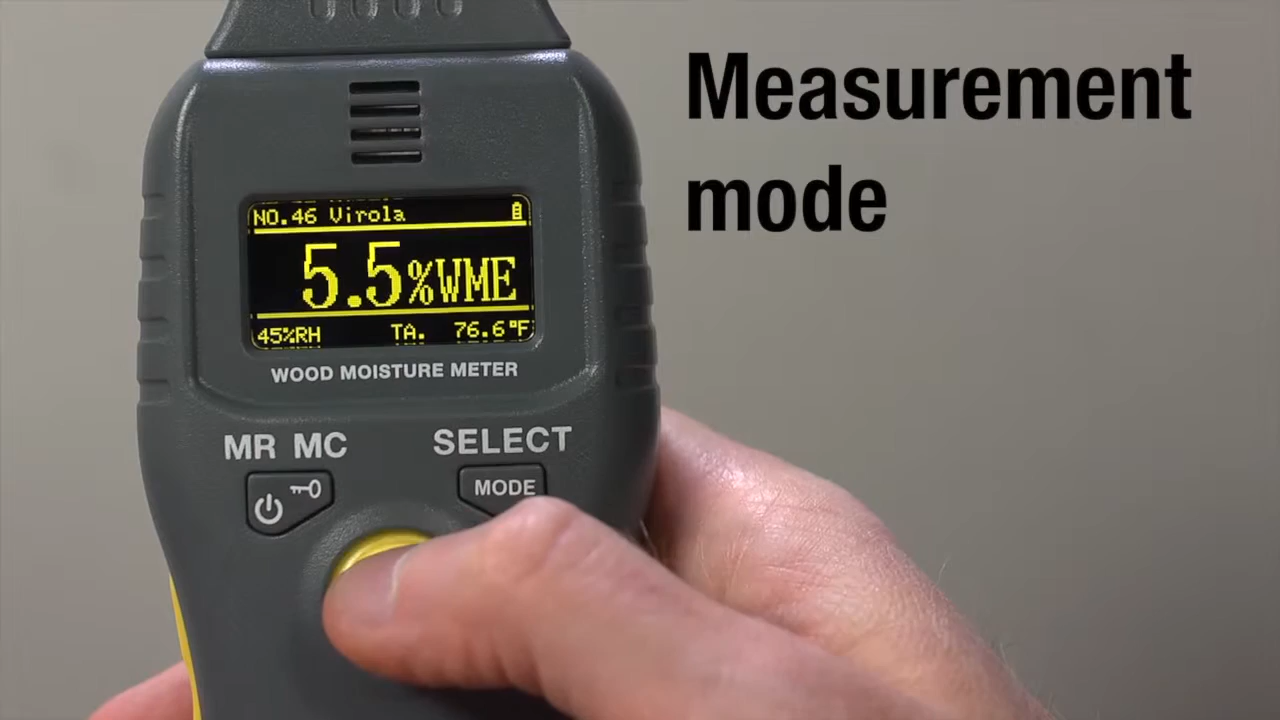 Measurement
mode
NO.46 Virola
5.5%WME
45%RH TA. 76.6°F
WOOD MOISTURE METER
MR MC SELECT
MODE